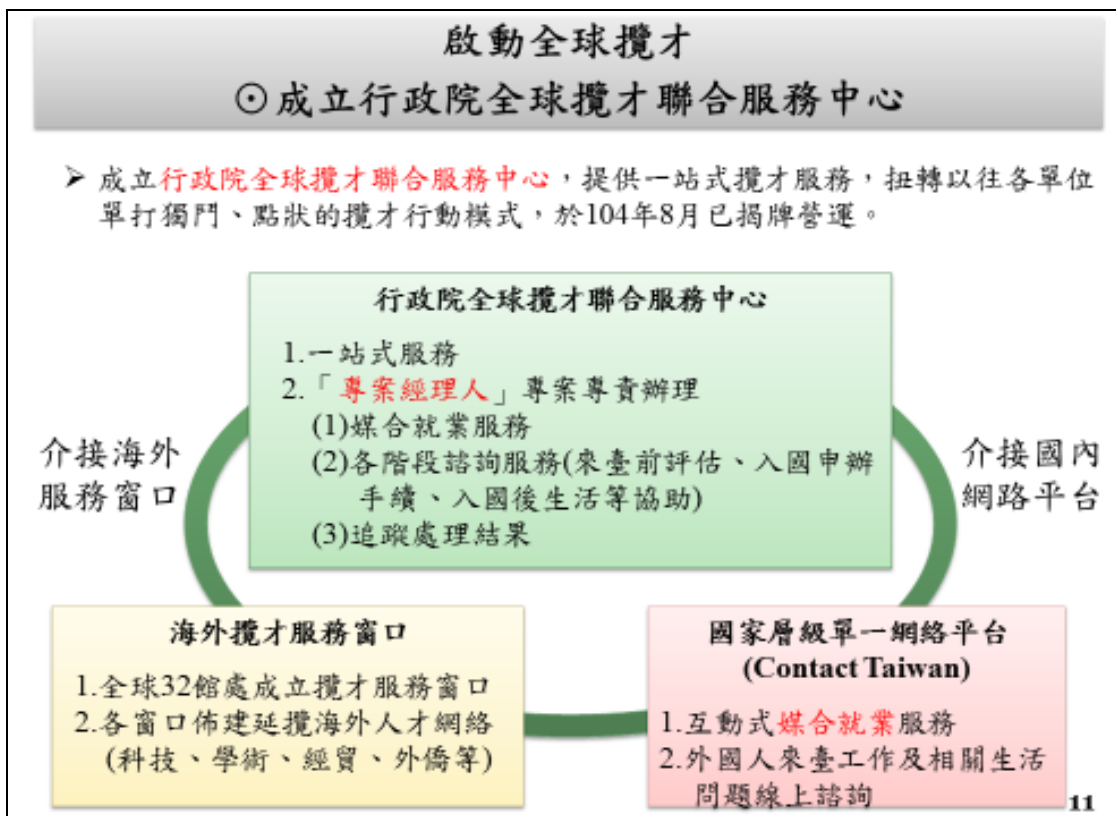 啟動全球攬才
⊙成立行政院全球攬才聯合服務中心
➢ 成立行政院全球攬才聯合服務中心，提供一站式攬才服務，扭轉以往各單位
單打獨鬥、點狀的攬才行動模式，於104年8月已揭牌營運。
行政院全球攬才聯合服務中心
1.一站式服務
2.「專案經理人」專案專責辦理
(1)媒合就業服務
(2)各階段諮詢服務(來臺前評估、入國申辦
手續、入國後生活等協助)
(3)追蹤處理結果
介接海外
服務窗口
介接國內
網路平台
海外攬才服務窗口
1.全球32館處成立攬才服務窗口
2.各窗口佈建延攬海外人才網絡
(科技、學術、經貿、外僑等)
國家層級單一網絡平台
(Contact Taiwan)
1.互動式媒合就業服務
2.外國人來臺工作及相關生活
問題線上諮詢
11